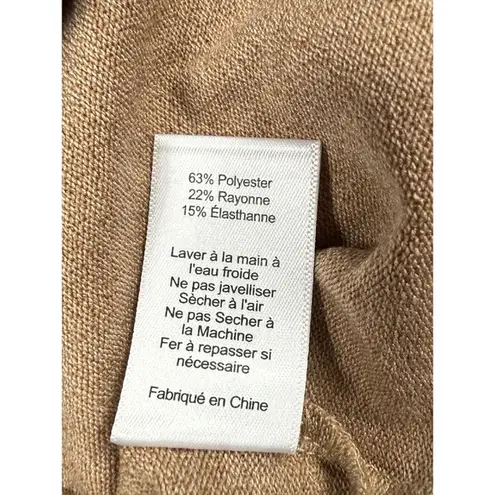 63% Polyester
22% Rayonne
15% Élasthanne
Laver à la main à
l'eau froide
Ne pas javelliser
Sècher à l'air
Ne pas Secher à
la Machine
Fer à repasser si
nécessaire
Fabriqué en Chine